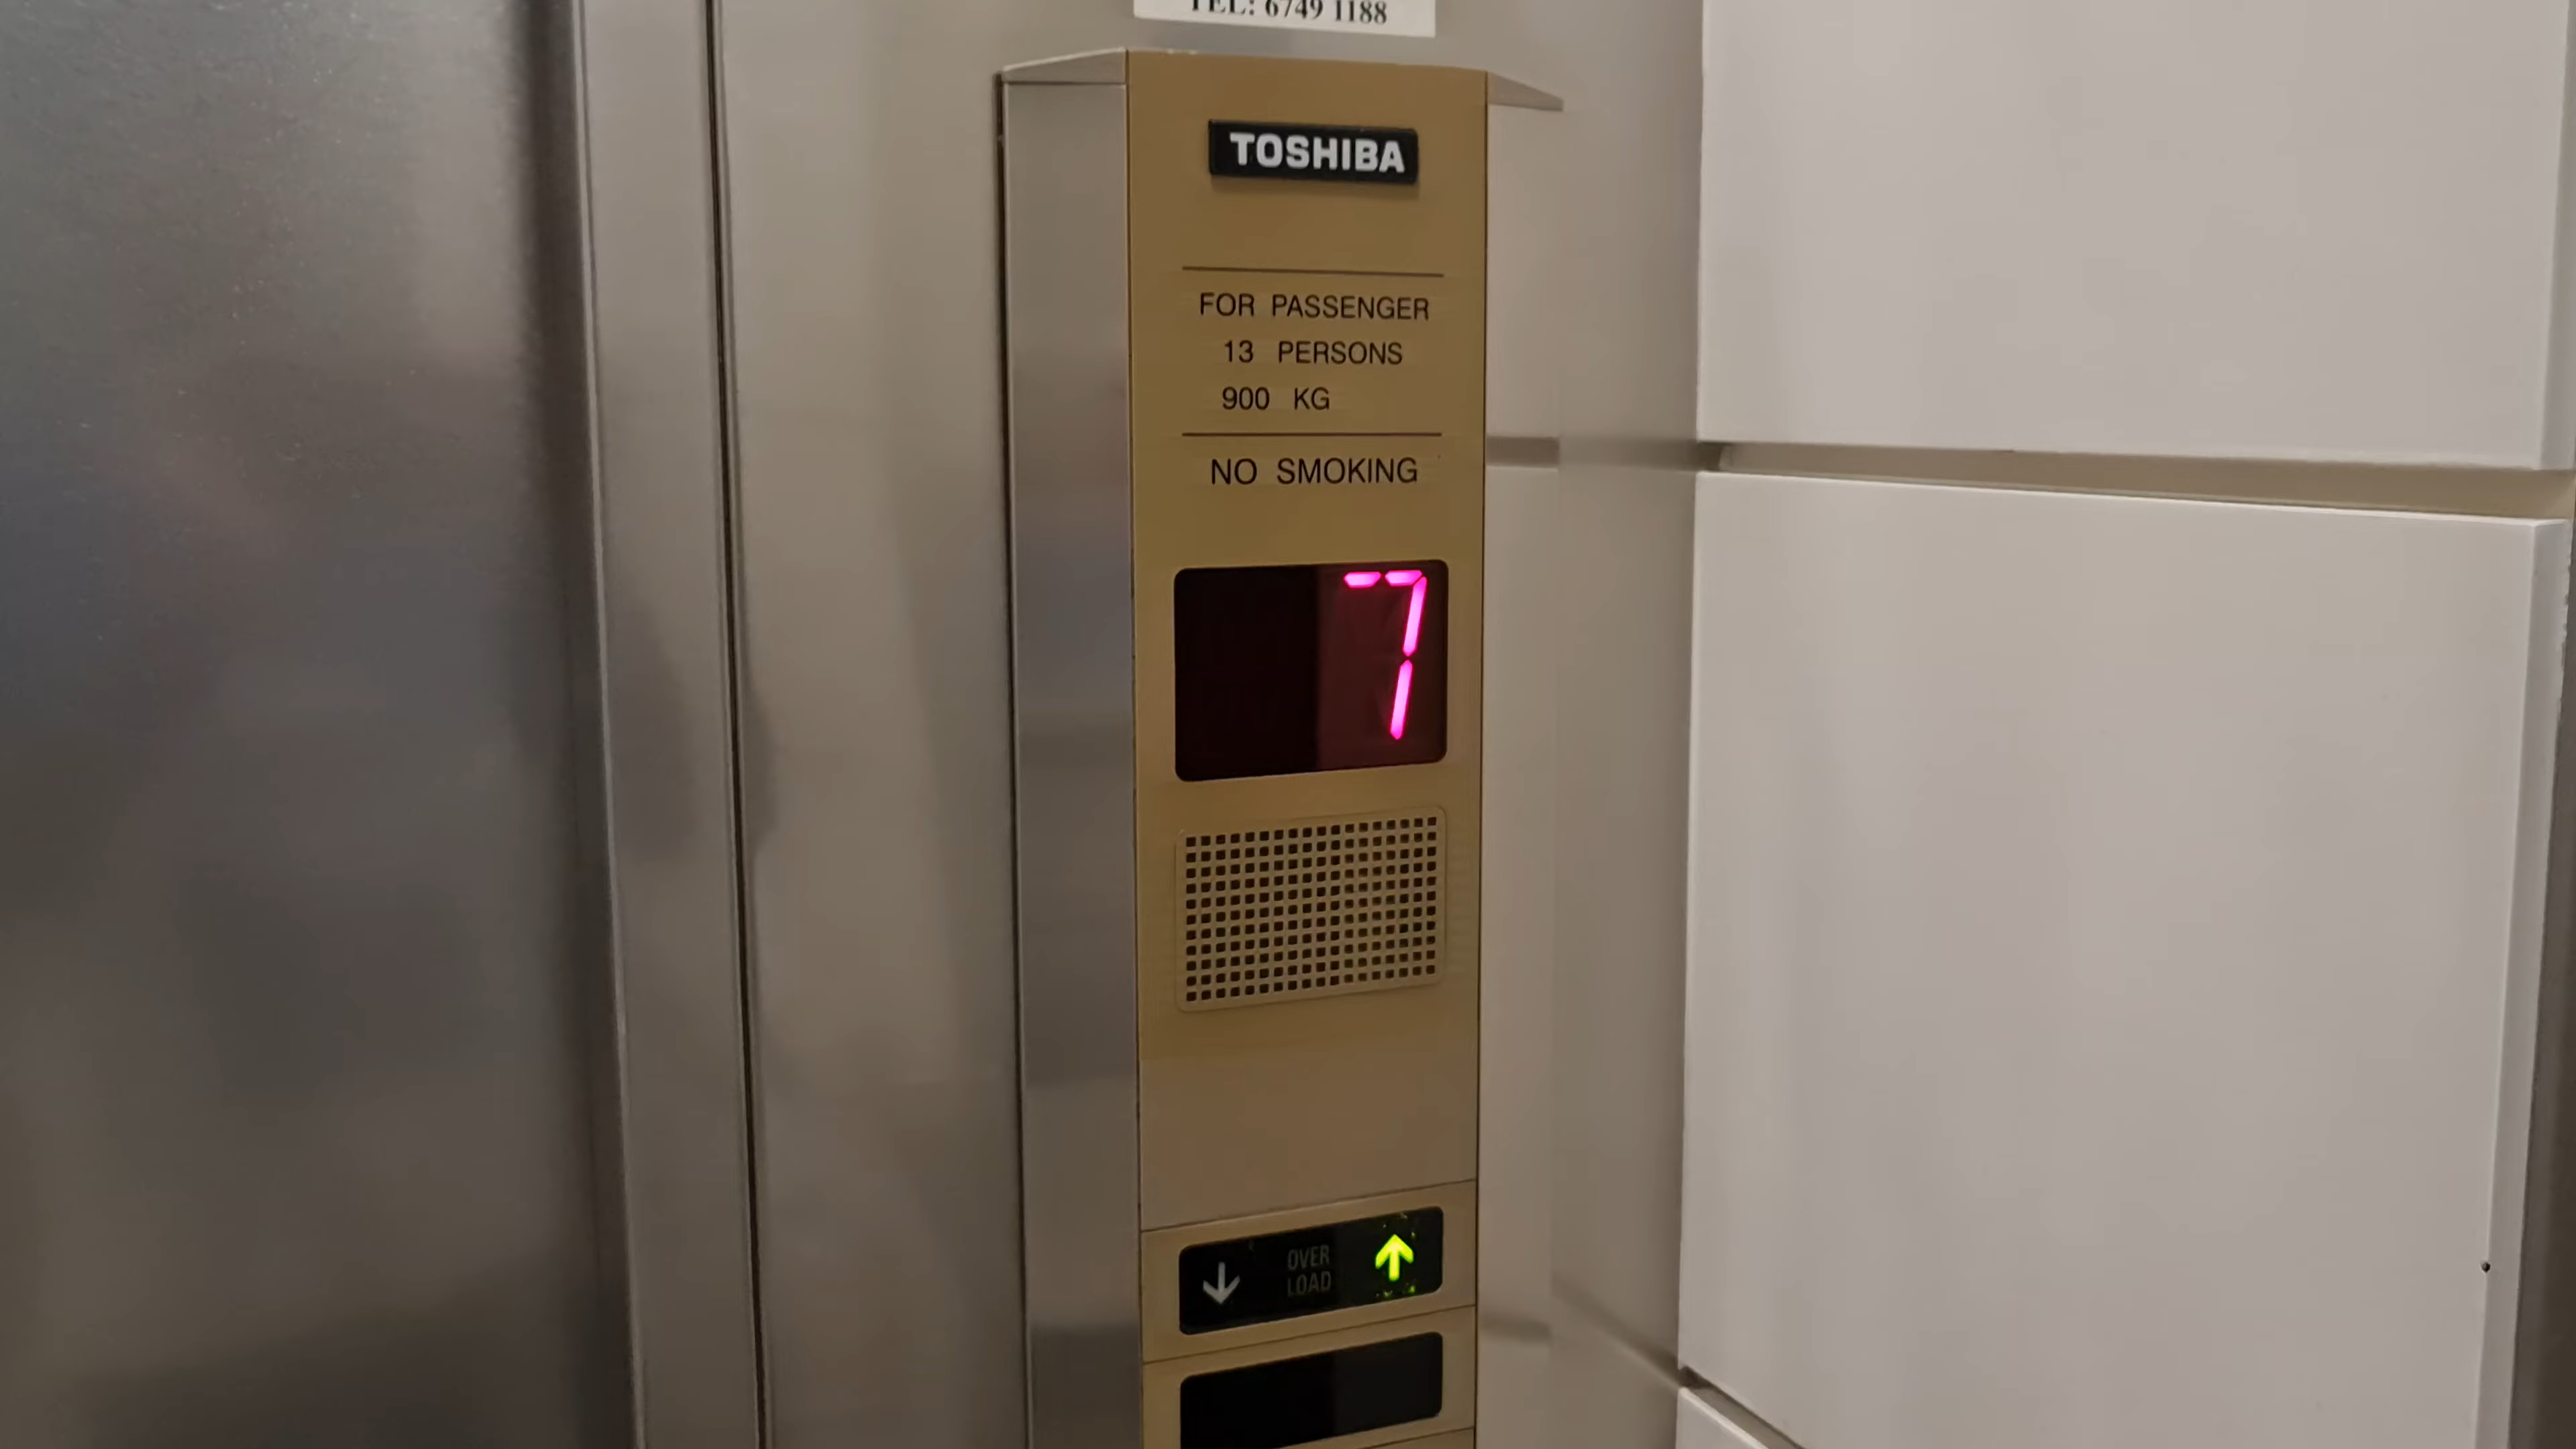 TEL: 6749 1188
TOSHIBA
FOR PASSENGER
13 PERSONS
900 KG
NO SMOKING
7
OVER
LOAD